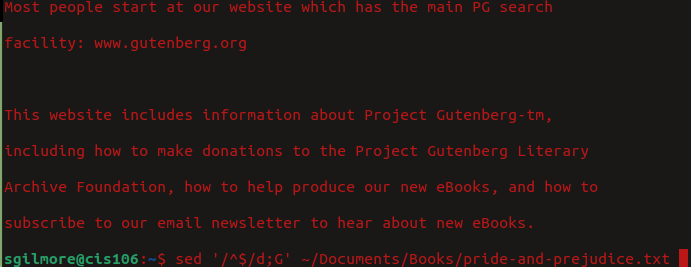 Most people start at our website which has the main PG search
facility: www.gutenberg.org
This website includes information about Project Gutenberg-tm,
including how to make donations to the Project Gutenberg Literary
Archive Foundation, how to help produce our new eBooks, and how to
subscribe to our email newsletter to hear about new eBooks.
sgilmore@cis106:~$ sed '/^$/d;G' ~/Documents/Books/pride-and-prejudice.txt